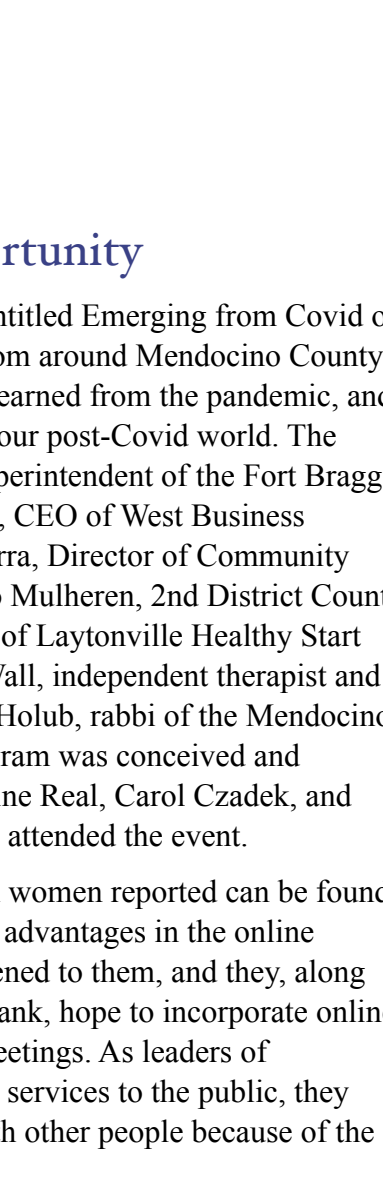 rtunity
ntitled Emerging from Covid o
om around Mendocino County
earned from the pandemic, and
our post-Covid world. The
perintendent of the Fort Bragg
, CEO of West Business
rra, Director of Community
o Mulheren, 2nd District Count
of Laytonville Healthy Start
Wall, independent therapist and
Holub, rabbi of the Mendocino
ram was conceived and
ine Real, Carol Czadek, and
attended the event.
women reported can be found
advantages in the online
ened to them, and they, along
ank, hope to incorporate onlin
eetings. As leaders of
services to the public, they
h other people because of the